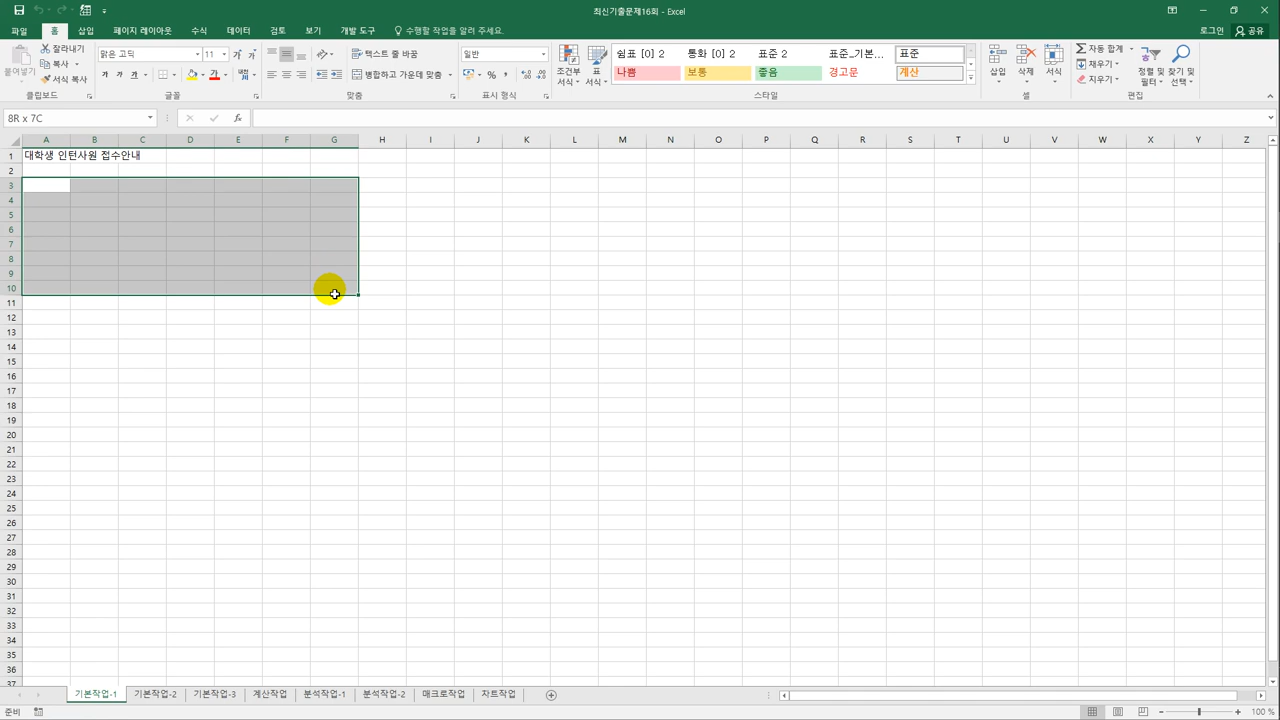 최신기출문제16회 - Excel
파일 홈 삽입 페이지 레이아웃 수식 데이터 검토 보기 개발 도구 수행할 작업을 알려 주세요. 로그인 공유
붙여넣기 잘라내기 복사 서식 복사 클립보드
맑은 고딕 11 가 가 가 가 가 글꼴
텍스트 줄 바꿈 병합하고 가운데 맞춤 맞춤
일반 % , 표시 형식
조건부 서식 표 서식
쉼표 [0] 2 통화 [0] 2 표준 2 표준_기본... 표준
나쁨 보통 좋음 경고문 계산
스타일
삽입 삭제 서식 셀
자동 합계 채우기 지우기 정렬 및 필터 찾기 및 선택 편집
8R x 7C fx
A B C D E F G H I J K L M N O P Q R S T U V W X Y Z
1 대학생 인턴사원 접수안내
2
3
4
5
6
7
8
9
10
11
12
13
14
15
16
17
18
19
20
21
22
23
24
25
26
27
28
29
30
31
32
33
34
35
36
37
기본작업-1 기본작업-2 기본작업-3 계산작업 분석작업-1 분석작업-2 매크로작업 차트작업
준비 100 %